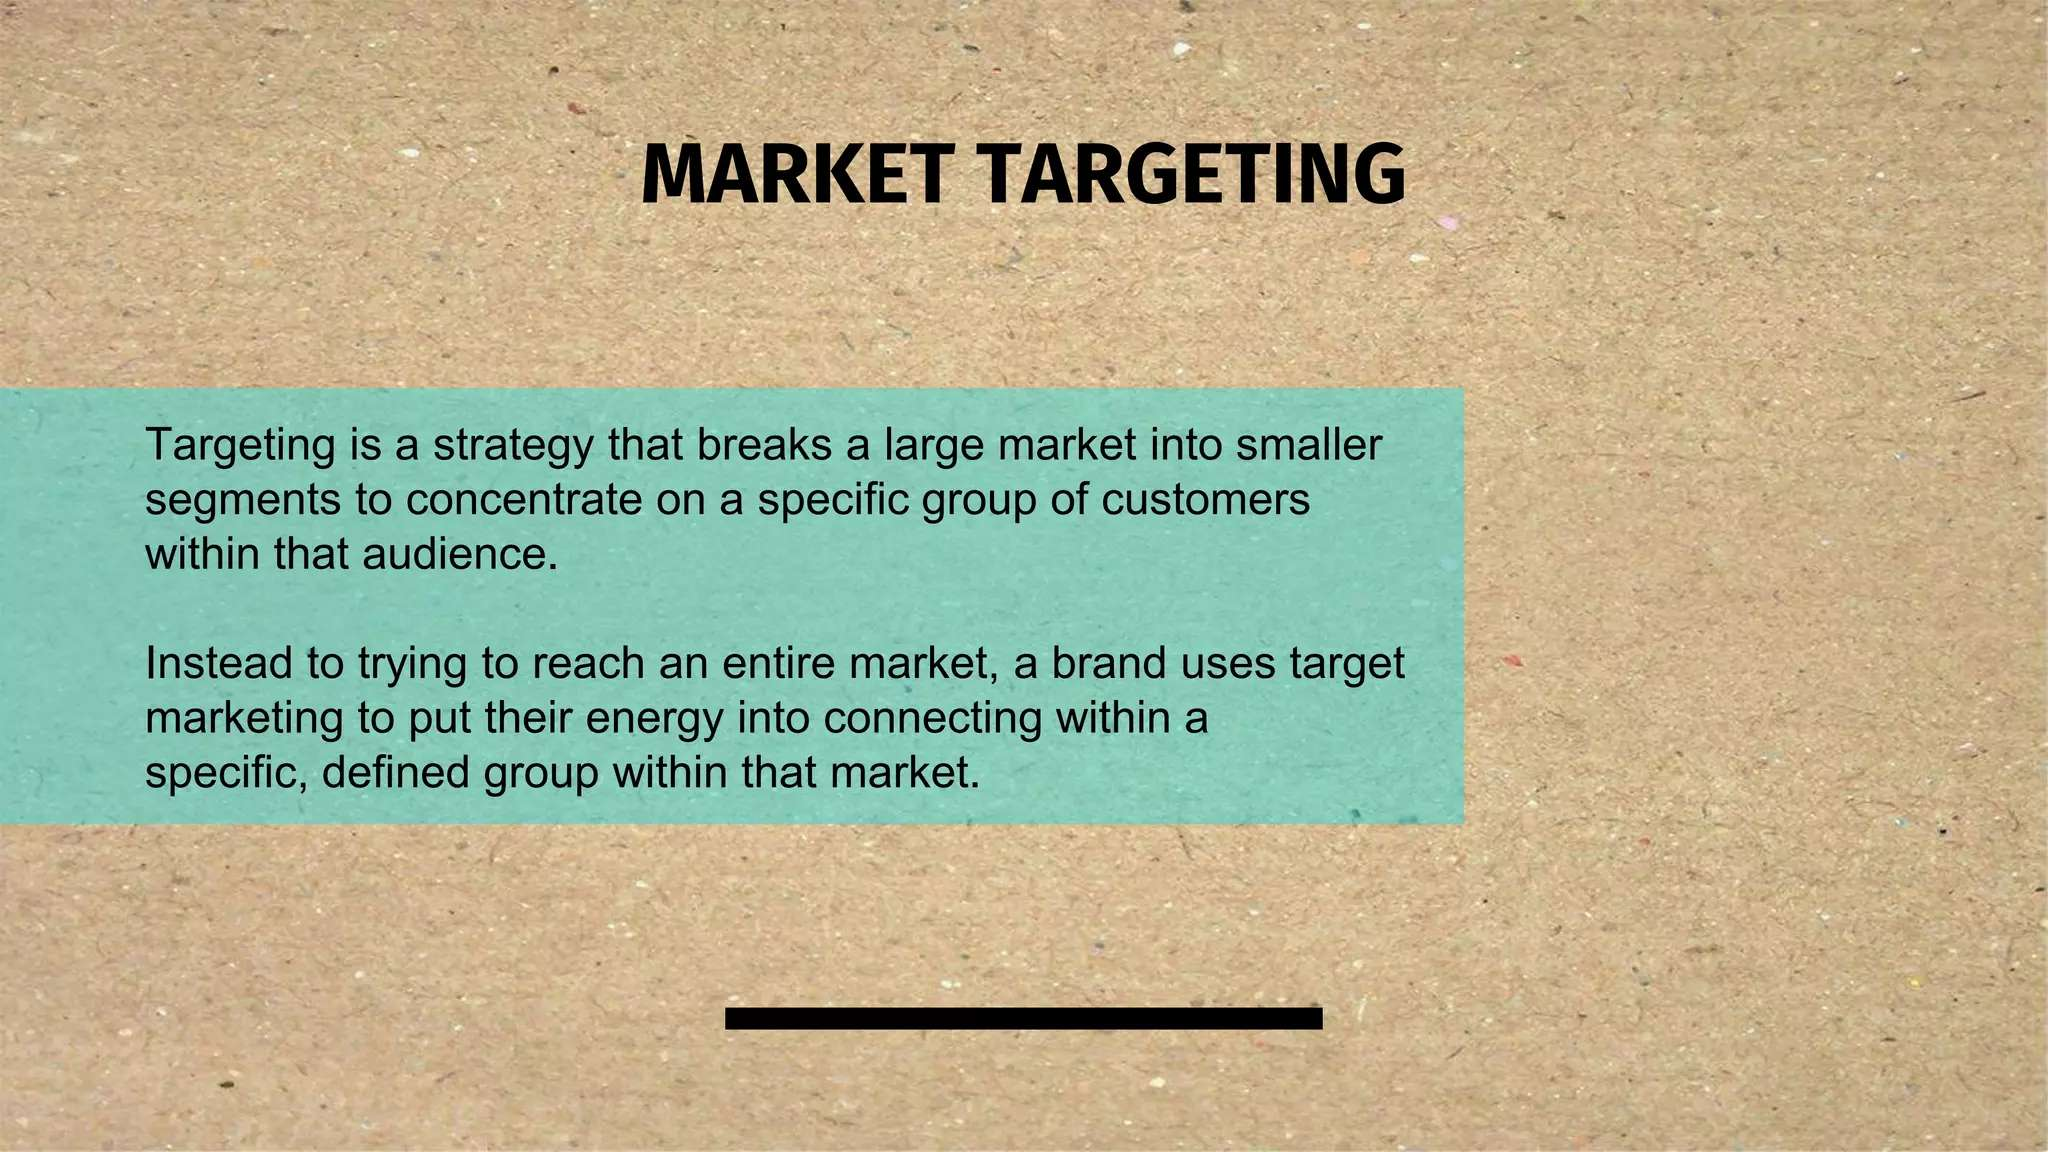 MARKET TARGETING
Targeting is a strategy that breaks a large market into smaller
segments to concentrate on a specific group of customers
within that audience.
Instead to trying to reach an entire market, a brand uses target
marketing to put their energy into connecting within a
specific, defined group within that market.